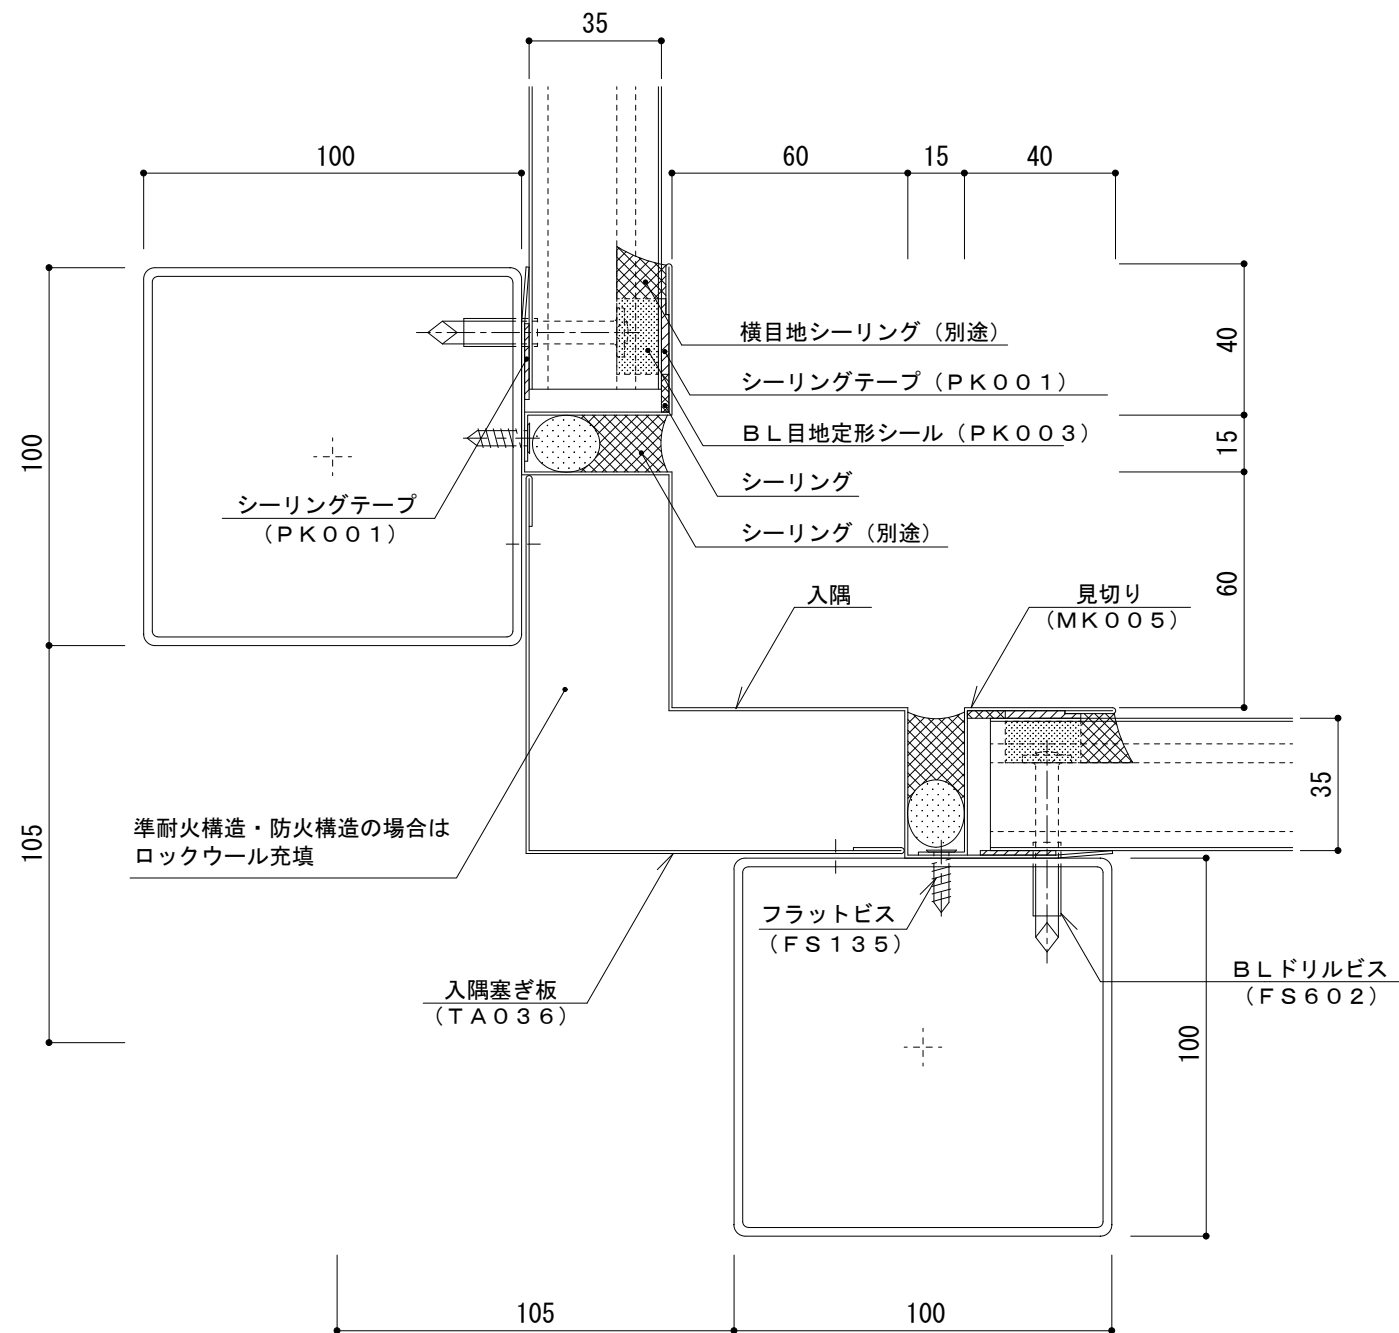 35
100
60
15
40
横目地シーリング（別途）
40
シーリングテープ（ＰＫ００１）
ＢＬ目地定形シール（ＰＫ００３）
15
100
シーリング
シーリングテープ
（ＰＫ００１）
シーリング（別途）
入隅
見切り
（ＭＫ００５）
60
準耐火構造・防火構造の場合は
ロックウール充填
105
35
フラットビス
（ＦＳ１３５）
ＢＬドリルビス
（ＦＳ６０２）
入隅塞ぎ板
（ＴＡ０３６）
100
105
100